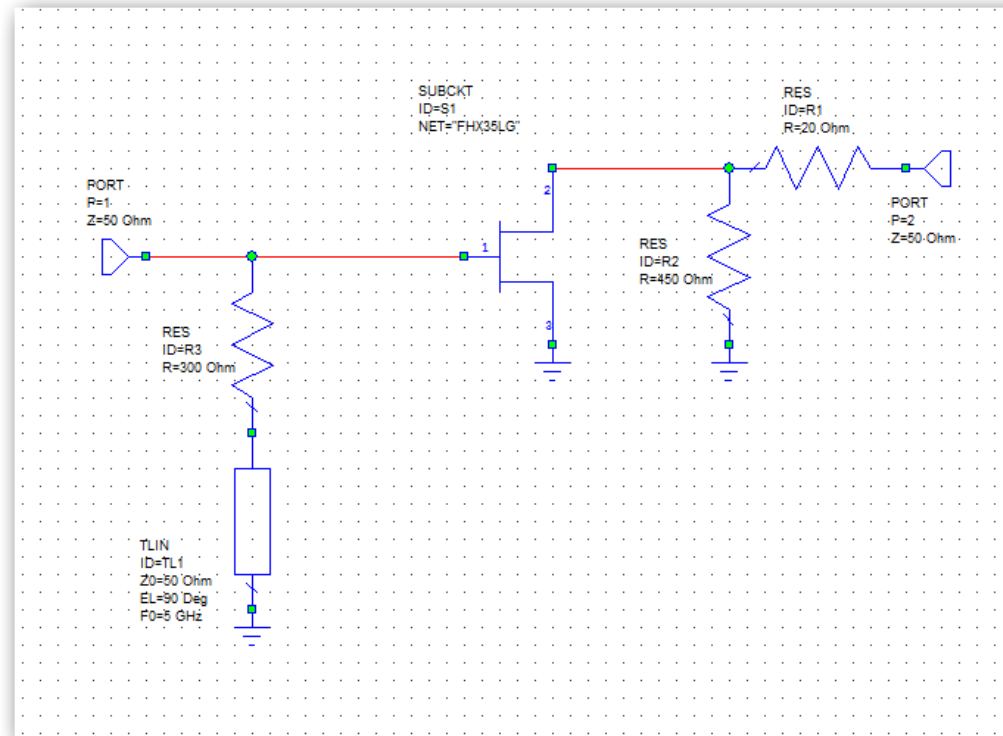 SUBCKT
ID=S1
NET="FHX35LG"
RES
ID=R1
R=20 Ohm
PORT
P=1
Z=50 Ohm
2
PORT
P=2
Z=50 Ohm
1
RES
ID=R2
R=450 Ohm
3
RES
ID=R3
R=300 Ohm
TLIN
ID=TL1
Z0=50 Ohm
EL=90 Deg
F0=5 GHz